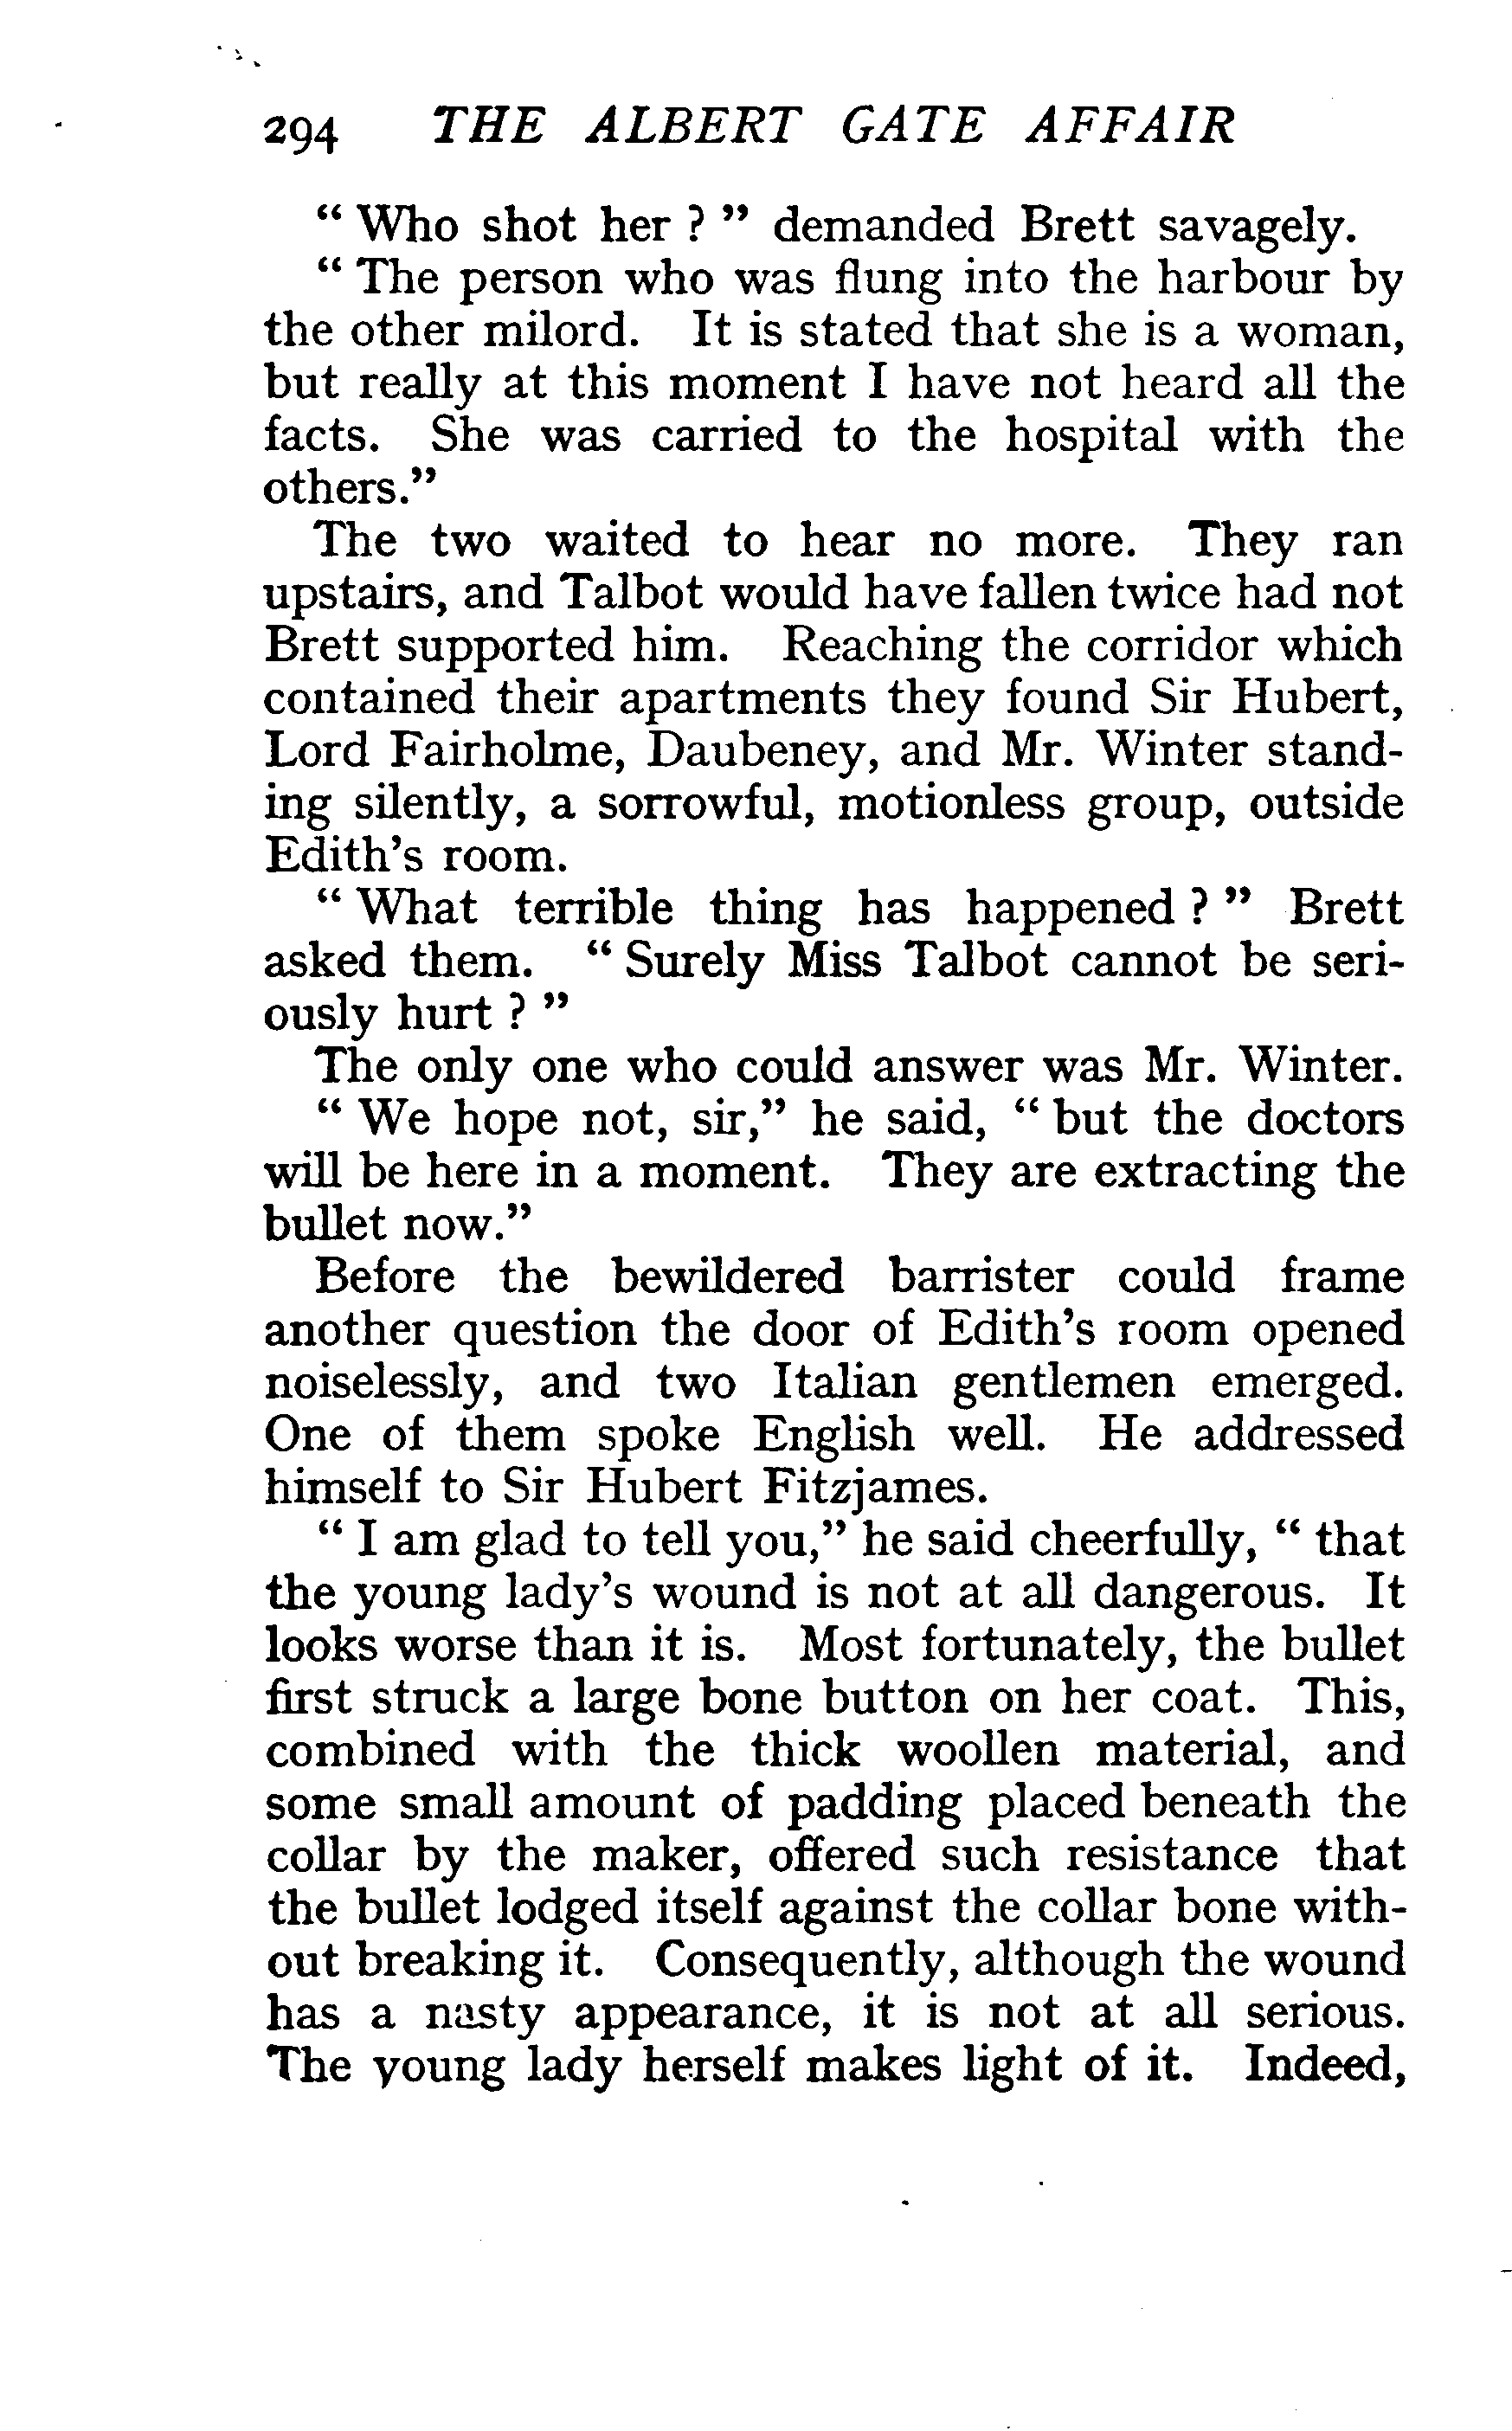 294 THE ALBERT GATE AFFAIR
“ Who shot her ? ” demanded Brett savagely.
“ The person who was flung into the harbour by
the other milord. It is stated that she is a woman,
but really at this moment I have not heard all the
facts. She was carried to the hospital with the
others.”
The two waited to hear no more. They ran
upstairs, and Talbot would have fallen twice had not
Brett supported him. Reaching the corridor which
contained their apartments they found Sir Hubert,
Lord Fairholme, Daubeney, and Mr. Winter stand-
ing silently, a sorrowful, motionless group, outside
Edith’s room.
“ What terrible thing has happened ? ” Brett
asked them. “ Surely Miss Talbot cannot be seri-
ously hurt ? ”
The only one who could answer was Mr. Winter.
“ We hope not, sir,” he said, “ but the doctors
will be here in a moment. They are extracting the
bullet now.”
Before the bewildered barrister could frame
another question the door of Edith’s room opened
noiselessly, and two Italian gentlemen emerged.
One of them spoke English well. He addressed
himself to Sir Hubert Fitzjames.
“ I am glad to tell you,” he said cheerfully, “ that
the young lady’s wound is not at all dangerous. It
looks worse than it is. Most fortunately, the bullet
first struck a large bone button on her coat. This,
combined with the thick woollen material, and
some small amount of padding placed beneath the
collar by the maker, offered such resistance that
the bullet lodged itself against the collar bone with-
out breaking it. Consequently, although the wound
has a nasty appearance, it is not at all serious.
The young lady herself makes light of it. Indeed,